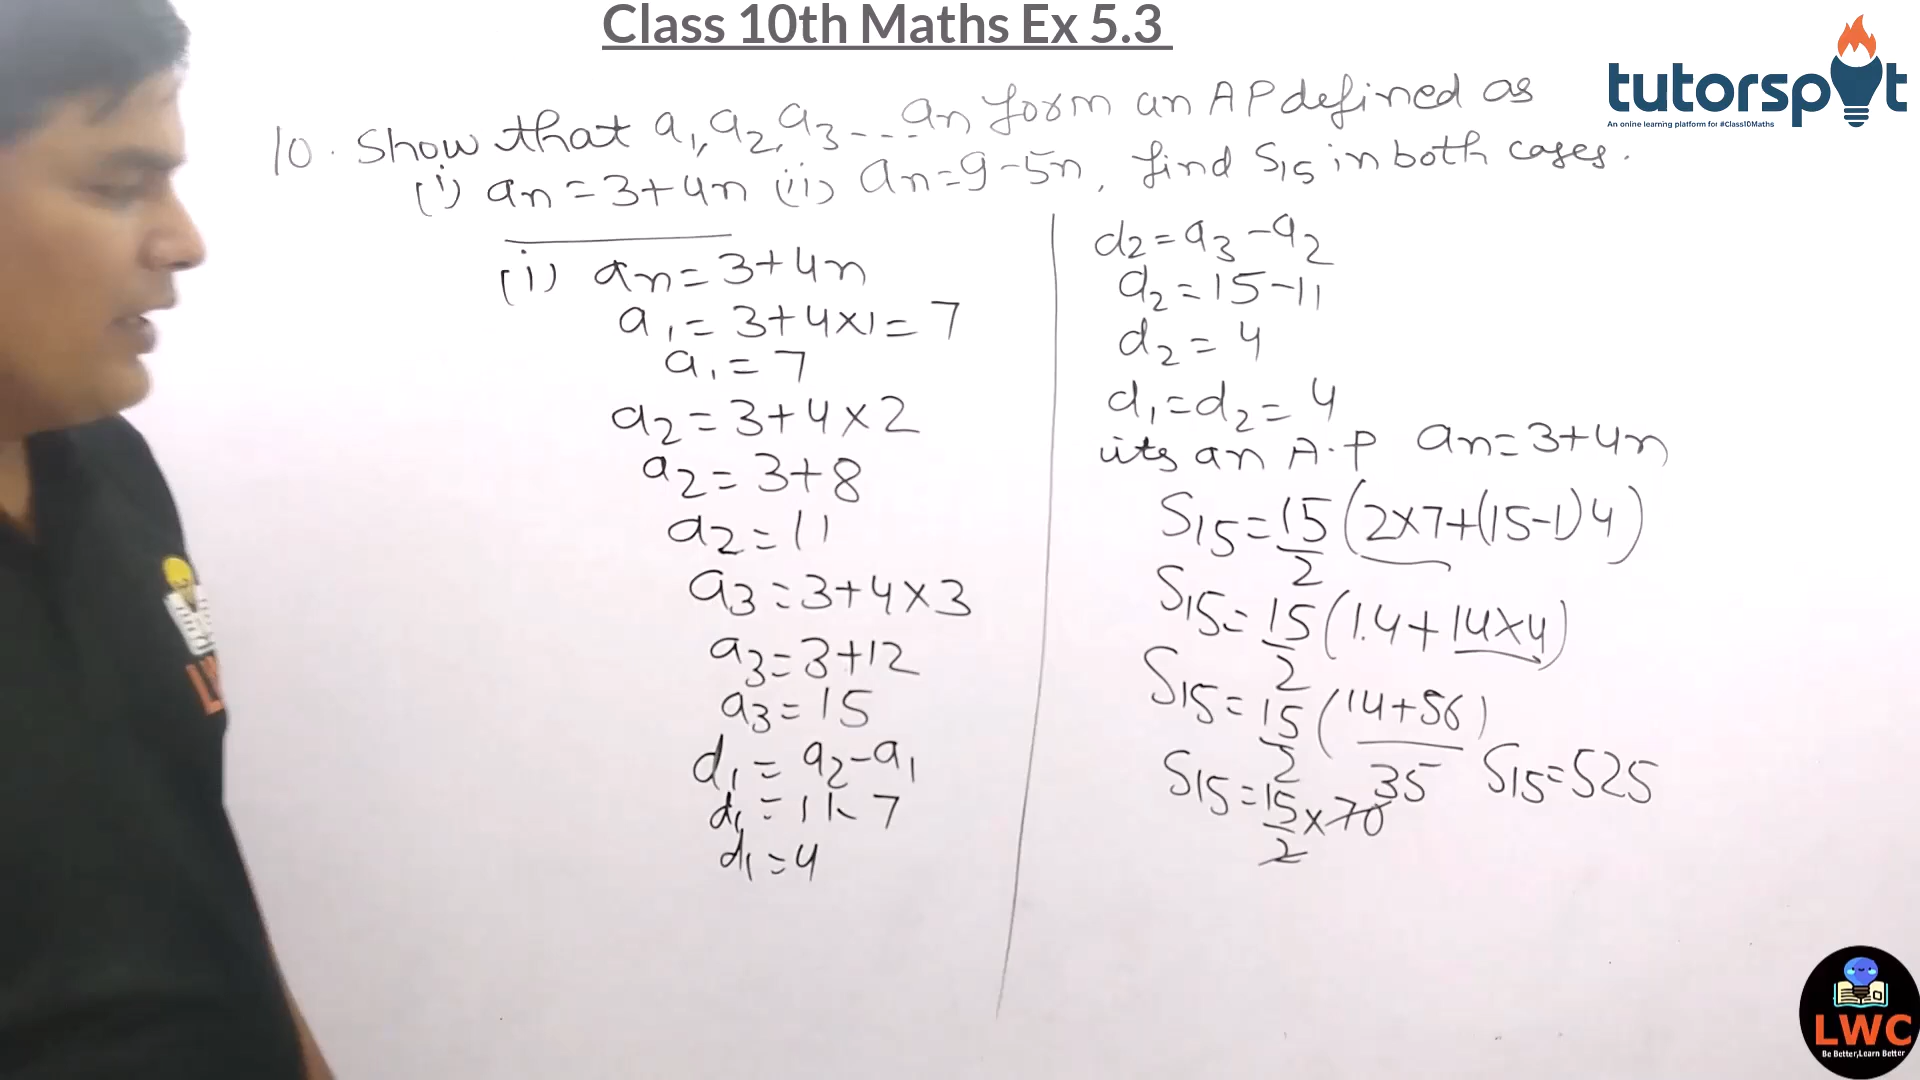 Class 10th Maths Ex 5.3
tutorspot
An online learning platform for #Class10Maths
10. Show that a₁, a₂, a₃ --- an form an AP defined as
(i) an = 3+4n (ii) an = 9-5n, find S₁₅ in both cases.
(i) an = 3+4n
a₁ = 3+4×1 = 7
a₁ = 7
a₂ = 3+4×2
a₂ = 3+8
a₂ = 11
a₃ = 3+4×3
a₃ = 3+12
a₃ = 15
d₁ = a₂-a₁
d₁ = 11-7
d₁ = 4
d₂ = a₃-a₂
d₂ = 15-11
d₂ = 4
d₁ = d₂ = 4
its an A.P an = 3+4n
S₁₅ = 15/2 (2×7+(15-1)4)
S₁₅ = 15/2 (14+14×4)
S₁₅ = 15/2 (14+56)
S₁₅ = 15/2 × 70 35 S₁₅ = 525
LWC
Be Better,Learn Better